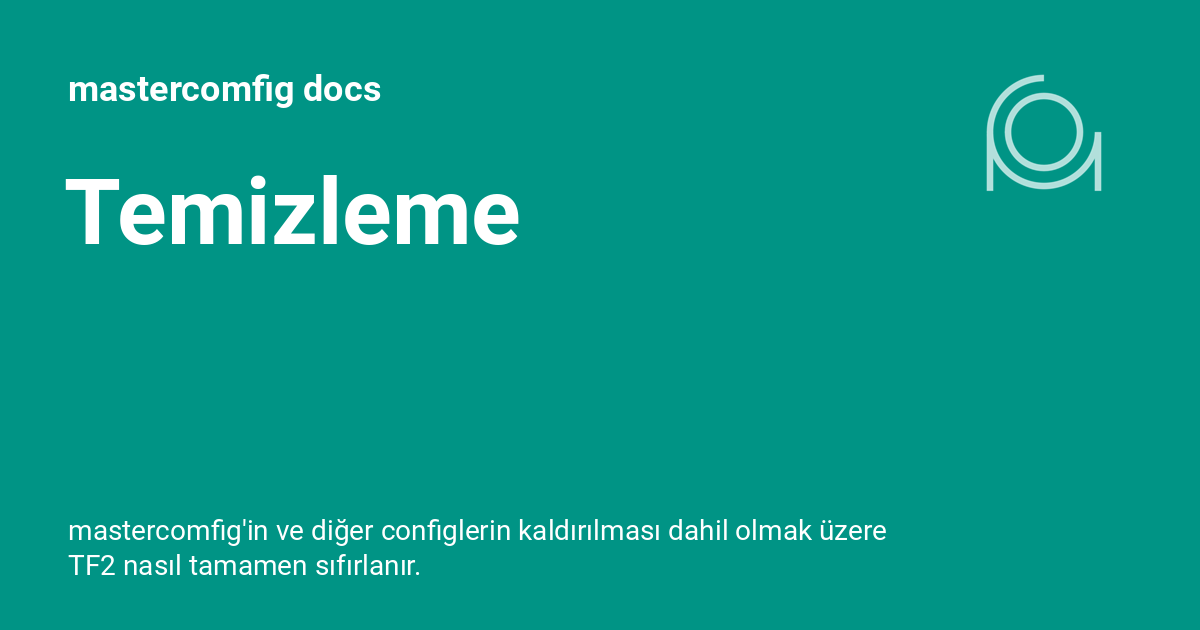 mastercomfig docs
Temizleme
mastercomfig'in ve diğer configlerin kaldırılması dahil olmak üzere
TF2 nasıl tamamen sıfırlanır.